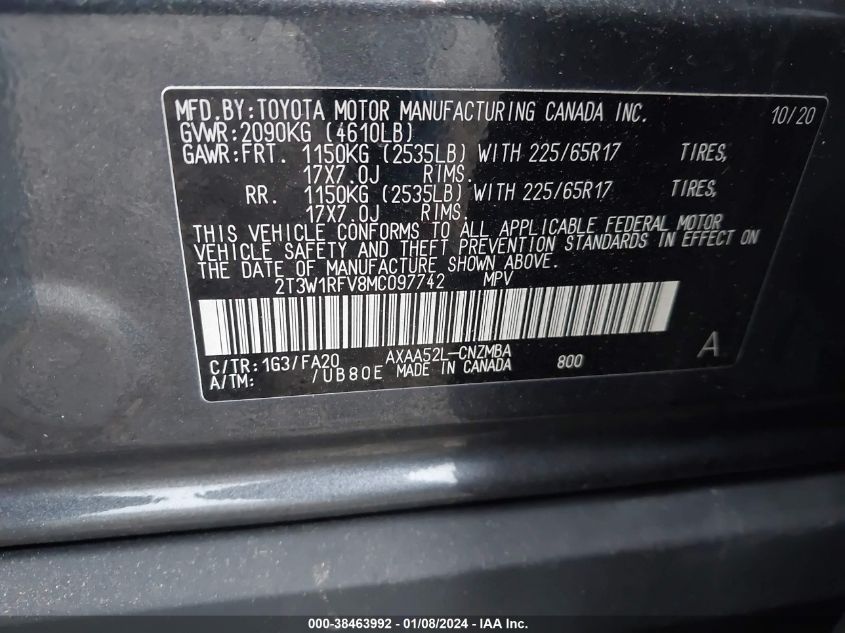 MFD.BY:TOYOTA MOTOR MANUFACTURING CANADA INC. 10/20
GVWR:2090KG (4610LB)
GAWR:FRT. 1150KG (2535LB) WITH 225/65R17 TIRES,
17X7.0J RIMS.
RR. 1150KG (2535LB) WITH 225/65R17 TIRES,
17X7.0J RIMS.
THIS VEHICLE CONFORMS TO ALL APPLICABLE FEDERAL MOTOR
VEHICLE SAFETY AND THEFT PREVENTION STANDARDS IN EFFECT ON
THE DATE OF MANUFACTURE SHOWN ABOVE.
2T3W1RFV8MC097742 MPV
C/TR:1G3/FA20 AXAA52L-CNZMBA 800 A
A/TM: /UB80E MADE IN CANADA
000-38463992 - 01/08/2024 - IAAI.com